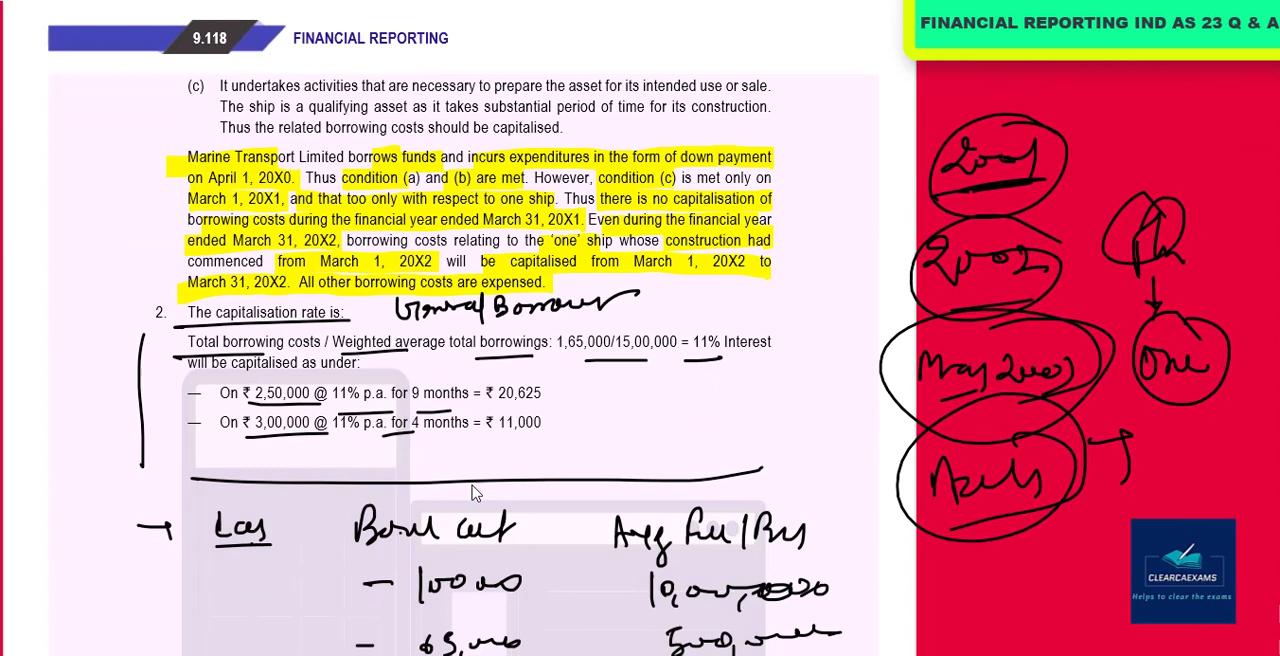 9.118 FINANCIAL REPORTING
FINANCIAL REPORTING IND AS 23 Q & A
(c) It undertakes activities that are necessary to prepare the asset for its intended use or sale.
The ship is a qualifying asset as it takes substantial period of time for its construction.
Thus the related borrowing costs should be capitalised.
Marine Transport Limited borrows funds and incurs expenditures in the form of down payment
on April 1, 20X0. Thus condition (a) and (b) are met. However, condition (c) is met only on
March 1, 20X1, and that too only with respect to one ship. Thus there is no capitalisation of
borrowing costs during the financial year ended March 31, 20X1. Even during the financial year
ended March 31, 20X2, borrowing costs relating to the ‘one’ ship whose construction had
commenced from March 1, 20X2 will be capitalised from March 1, 20X2 to
March 31, 20X2. All other borrowing costs are expensed.
2. The capitalisation rate is:
Total borrowing costs / Weighted average total borrowings: 1,65,000/15,00,000 = 11% Interest
will be capitalised as under:
— On ₹ 2,50,000 @ 11% p.a. for 9 months = ₹ 20,625
— On ₹ 3,00,000 @ 11% p.a. for 4 months = ₹ 11,000
2001
2002
one
CLEARCAEXAMS
Helps to clear the exams